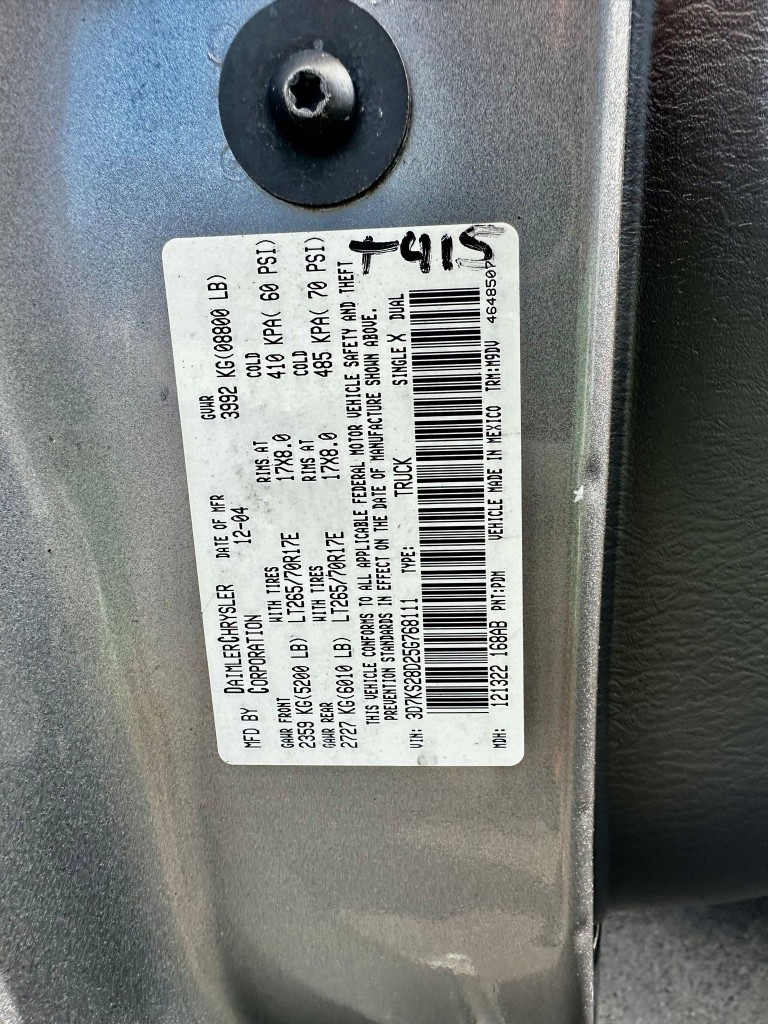 MFD BY DAIMLERCHRYSLER CORPORATION DATE OF MFR 12-04 GVWR 3992 KG(08800 LB)
GAWR FRONT WITH TIRES RIMS AT COLD
2359 KG(5200 LB) LT265/70R17E 17X8.0 410 KPA( 60 PSI)
GAWR REAR WITH TIRES RIMS AT COLD
2727 KG(6010 LB) LT265/70R17E 17X8.0 485 KPA( 70 PSI)
THIS VEHICLE CONFORMS TO ALL APPLICABLE FEDERAL MOTOR VEHICLE SAFETY AND THEFT
PREVENTION STANDARDS IN EFFECT ON THE DATE OF MANUFACTURE SHOWN ABOVE.
VIN: 3D7KS28D25G768111 TYPE: TRUCK SINGLE X DUAL
MDH: 121322 168AB PNT:PDM VEHICLE MADE IN MEXICO TRM:M9DV 4648507
T415